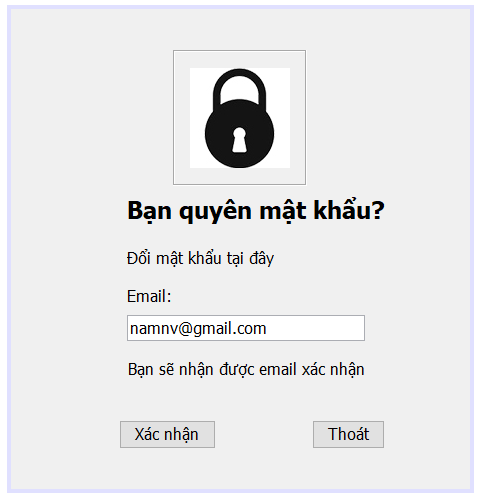 Bạn quyên mật khẩu?
Đổi mật khẩu tại đây
Email:
namnv@gmail.com
Bạn sẽ nhận được email xác nhận
Xác nhận
Thoát